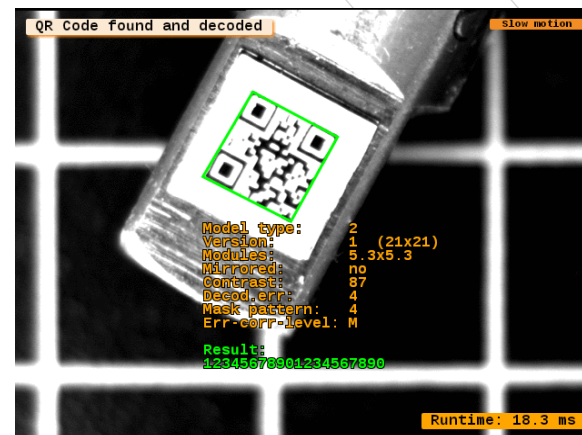 QR Code found and decoded
Slow motion
Model type: 2
Version: 1 (21x21)
Modules: 5.3x5.3
Mirrored: no
Contrast: 87
Decod.err: 4
Mask pattern: 4
Err-corr-level: M
Result:
12345678901234567890
Runtime: 18.3 ms